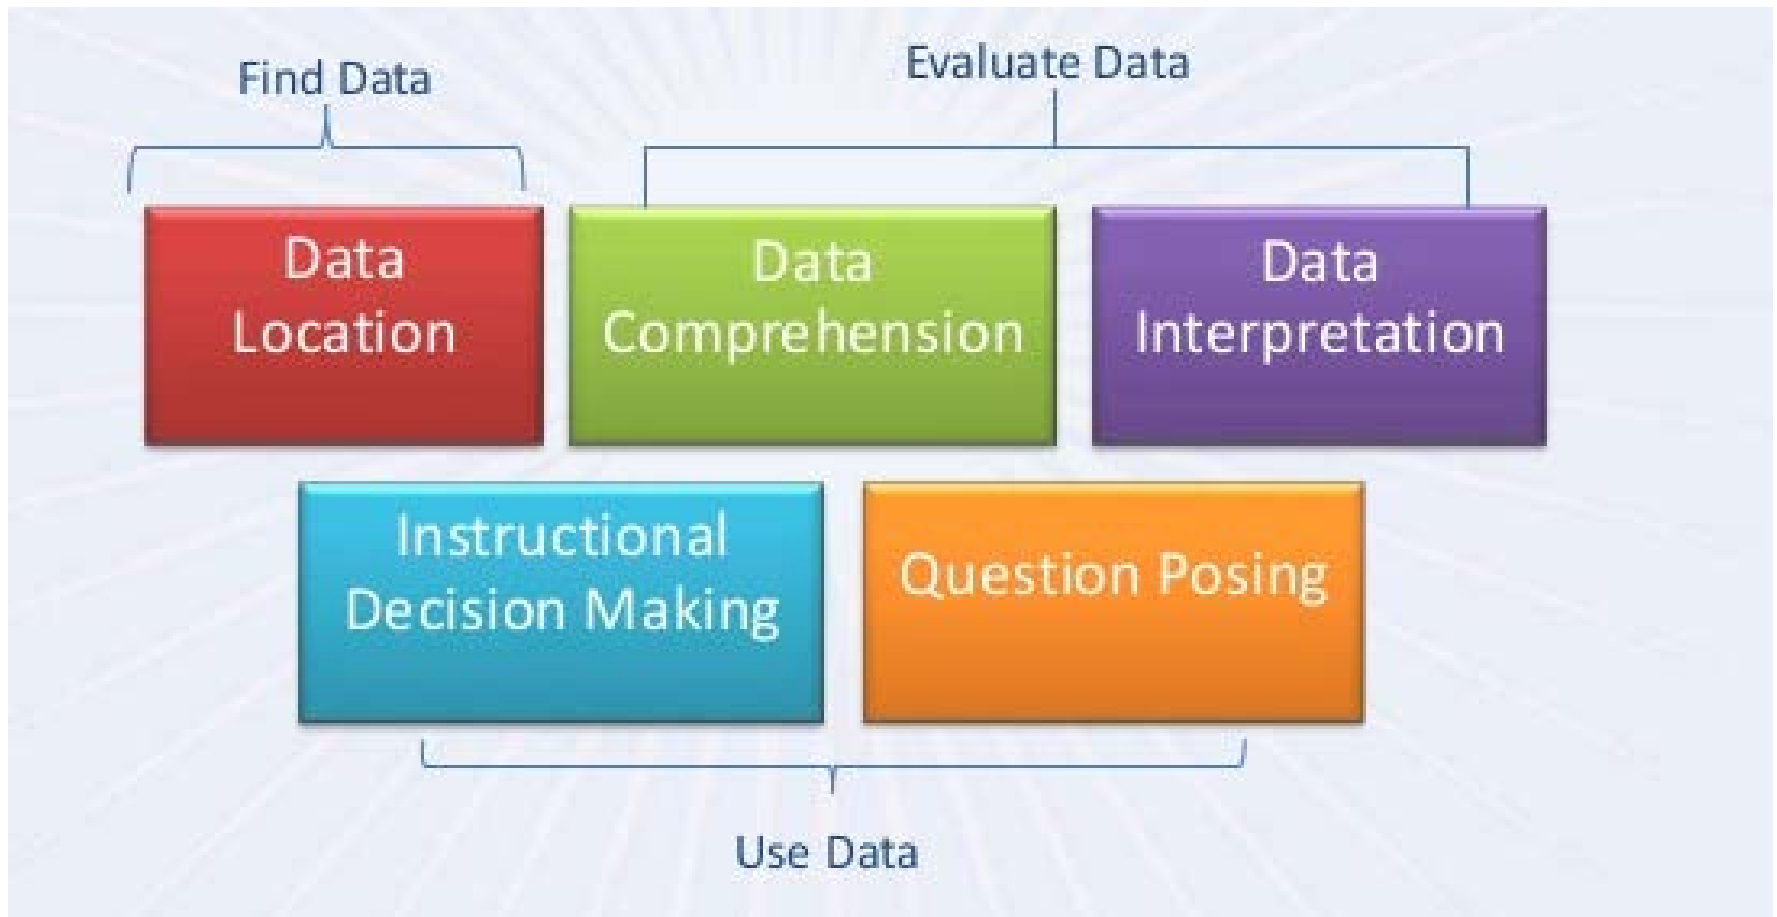 Find Data
Evaluate Data
Data
Location
Data
Comprehension
Data
Interpretation
Instructional
Decision Making
Question Posing
Use Data